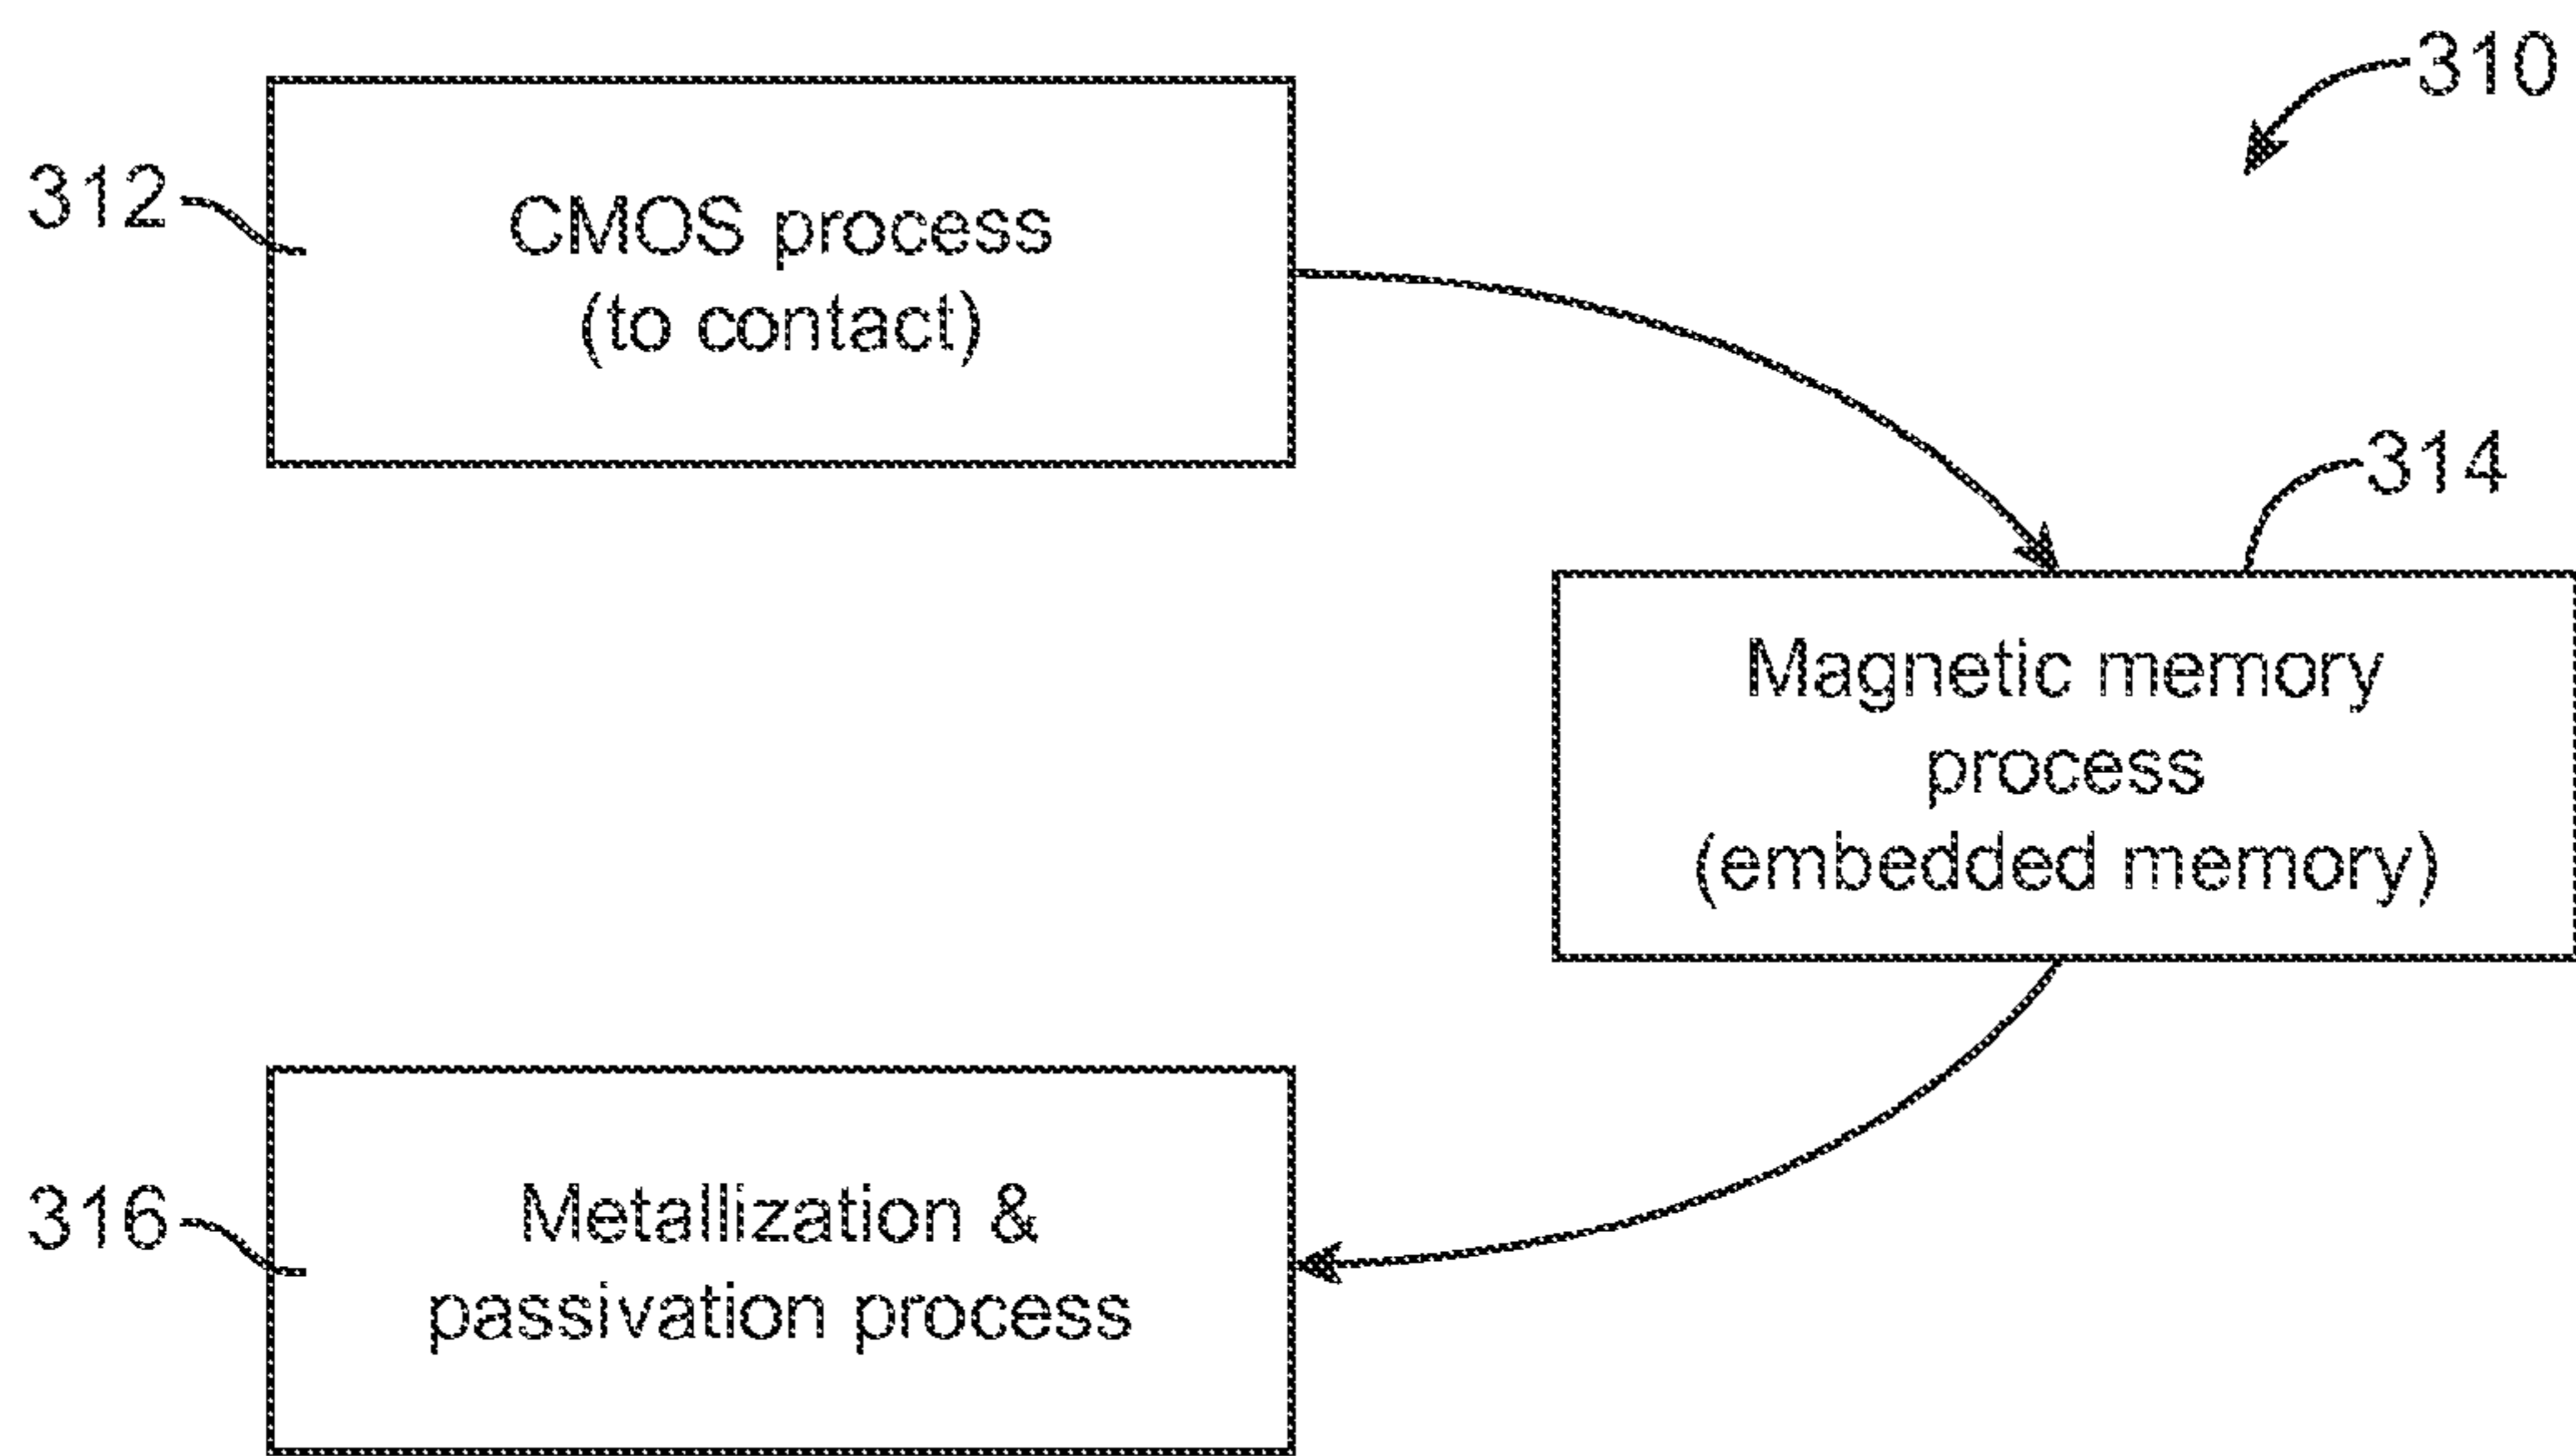 310
312
CMOS process
(to contact)
314
Magnetic memory
process
(embedded memory)
316
Metallization &
passivation process